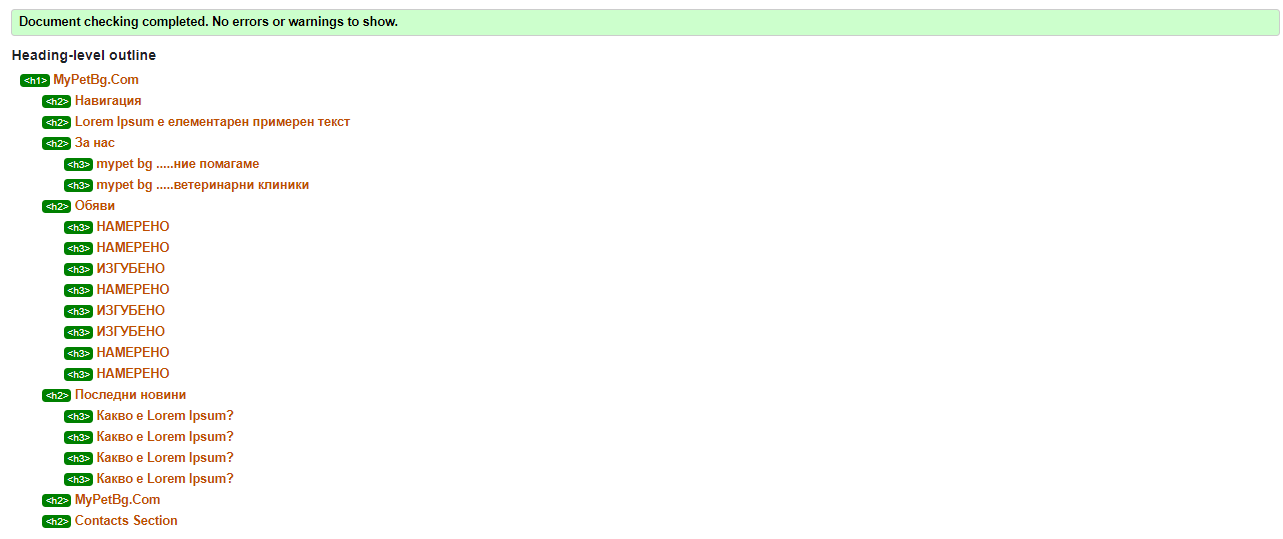 Document checking completed. No errors or warnings to show.
Heading-level outline
<h1> MyPetBg.Com
<h2> Навигация
<h2> Lorem Ipsum е елементарен примерен текст
<h2> За нас
<h3> mypet bg .....ние помагаме
<h3> mypet bg .....ветеринарни клиники
<h2> Обяви
<h3> НАМЕРЕНО
<h3> НАМЕРЕНО
<h3> ИЗГУБЕНО
<h3> НАМЕРЕНО
<h3> ИЗГУБЕНО
<h3> ИЗГУБЕНО
<h3> НАМЕРЕНО
<h3> НАМЕРЕНО
<h2> Последни новини
<h3> Какво е Lorem Ipsum?
<h3> Какво е Lorem Ipsum?
<h3> Какво е Lorem Ipsum?
<h3> Какво е Lorem Ipsum?
<h2> MyPetBg.Com
<h2> Contacts Section